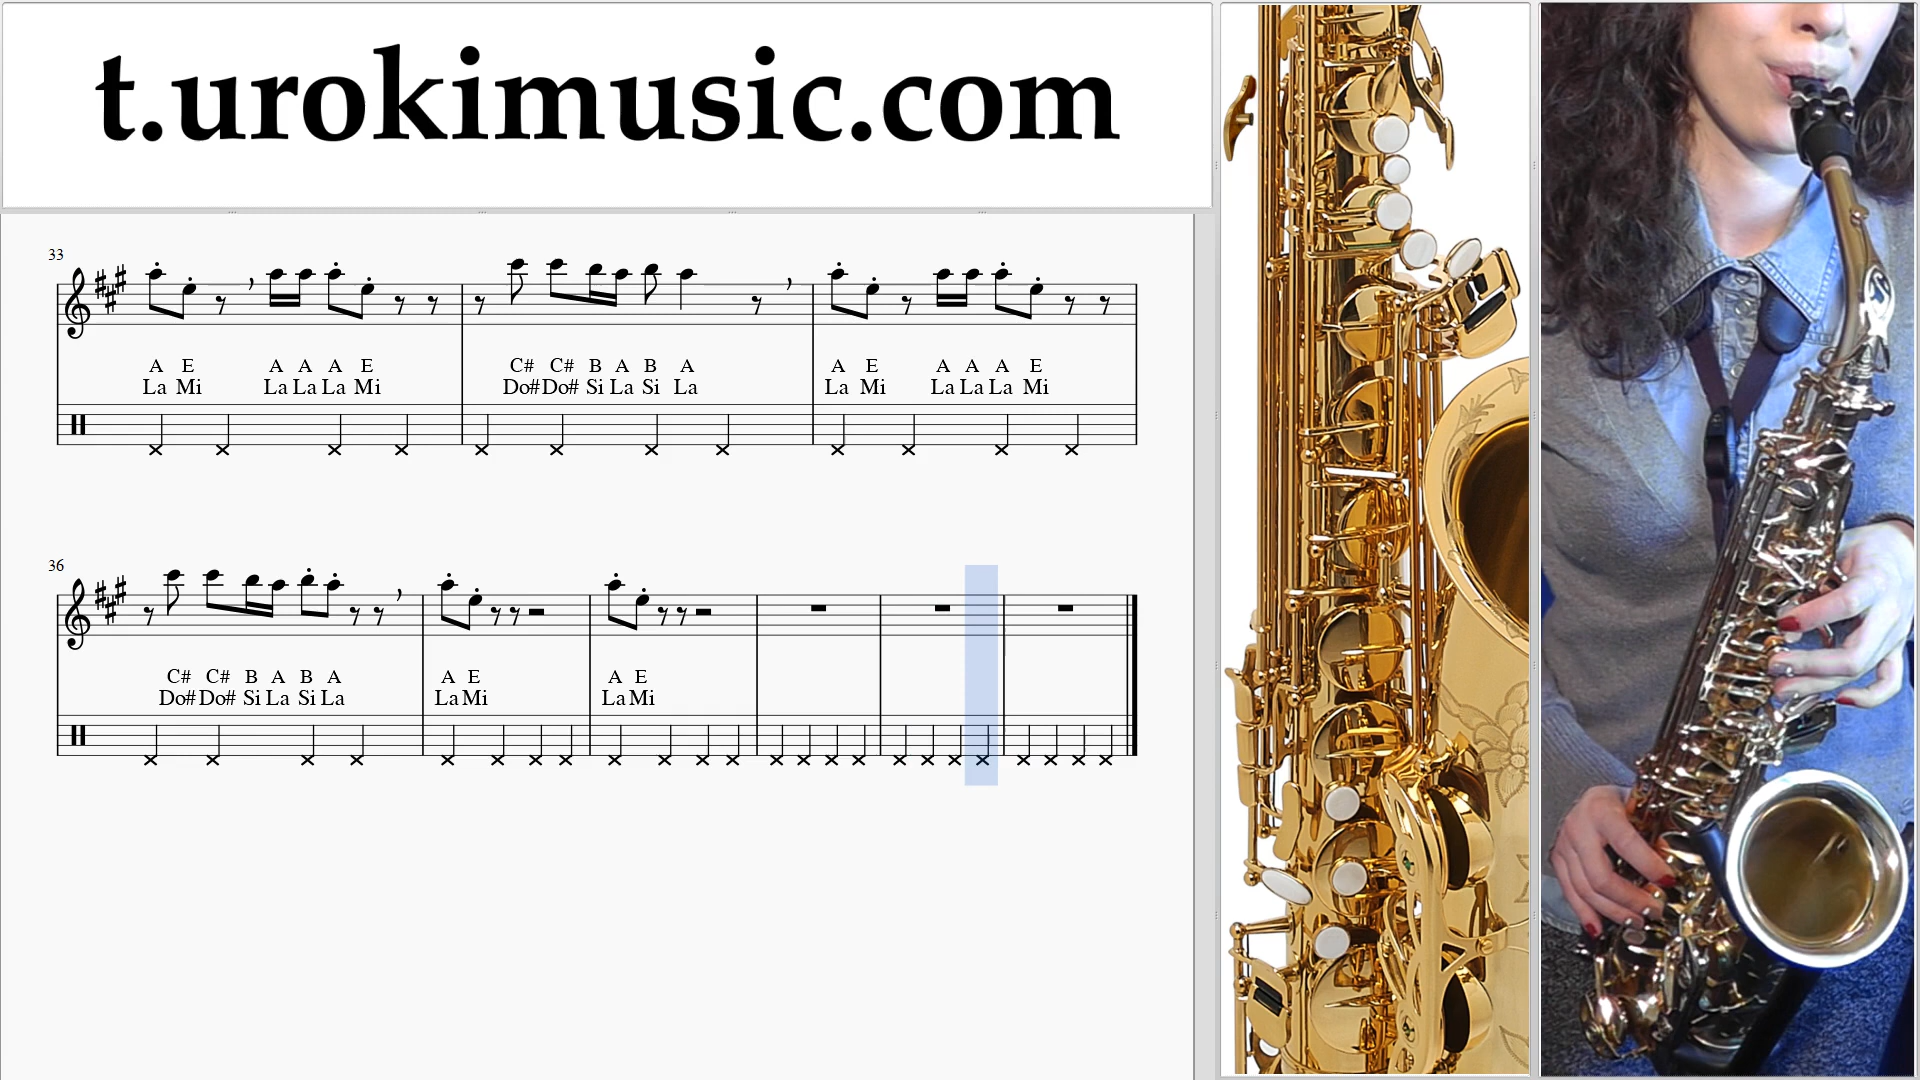 t.urokimusic.com
33
A E A A A E C# C# B A B A A E A A A E
La Mi La La La Mi Do# Do# Si La Si La La Mi La La La Mi
36
C# C# B A B A A E A E
Do# Do# Si La Si La La Mi La Mi